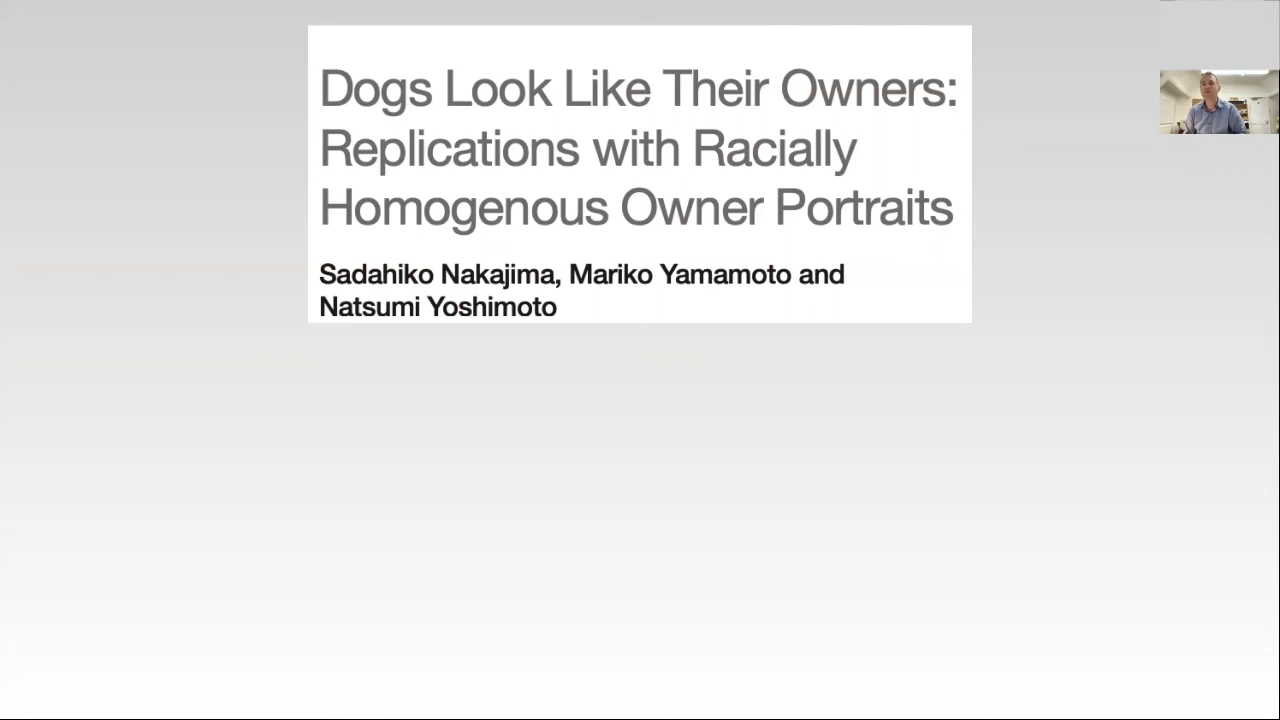 Dogs Look Like Their Owners:
Replications with Racially
Homogenous Owner Portraits
Sadahiko Nakajima, Mariko Yamamoto and
Natsumi Yoshimoto